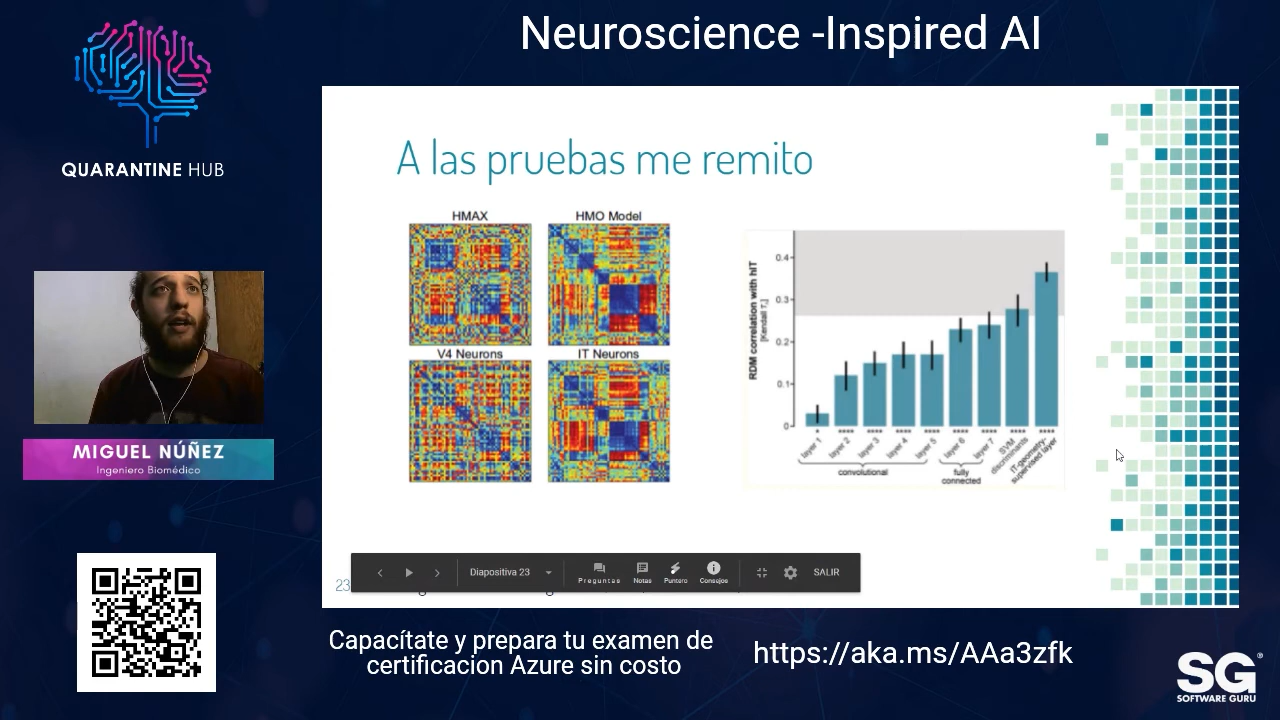 Neuroscience -Inspired AI
QUARANTINE HUB
A las pruebas me remito
HMAX
HMO Model
V4 Neurons
IT Neurons
RDM correlation with hIT
0.4
0.3
0.2
0.1
0
*
****
****
****
****
****
****
****
****
layer 1
layer 2
layer 3
layer 4
layer 5
layer 6
layer 7
SVM
discriminants
IT-geometry-
supervised layer
convolutional
fully
connected
MIGUEL NÚÑEZ
Ingeniero Biomédico
23
Diapositiva 23
Preguntas
Notas
Puntero
Consejos
SALIR
Capacítate y prepara tu examen de
certificacion Azure sin costo
https://aka.ms/AAa3zfk
SG®
SOFTWARE GURU